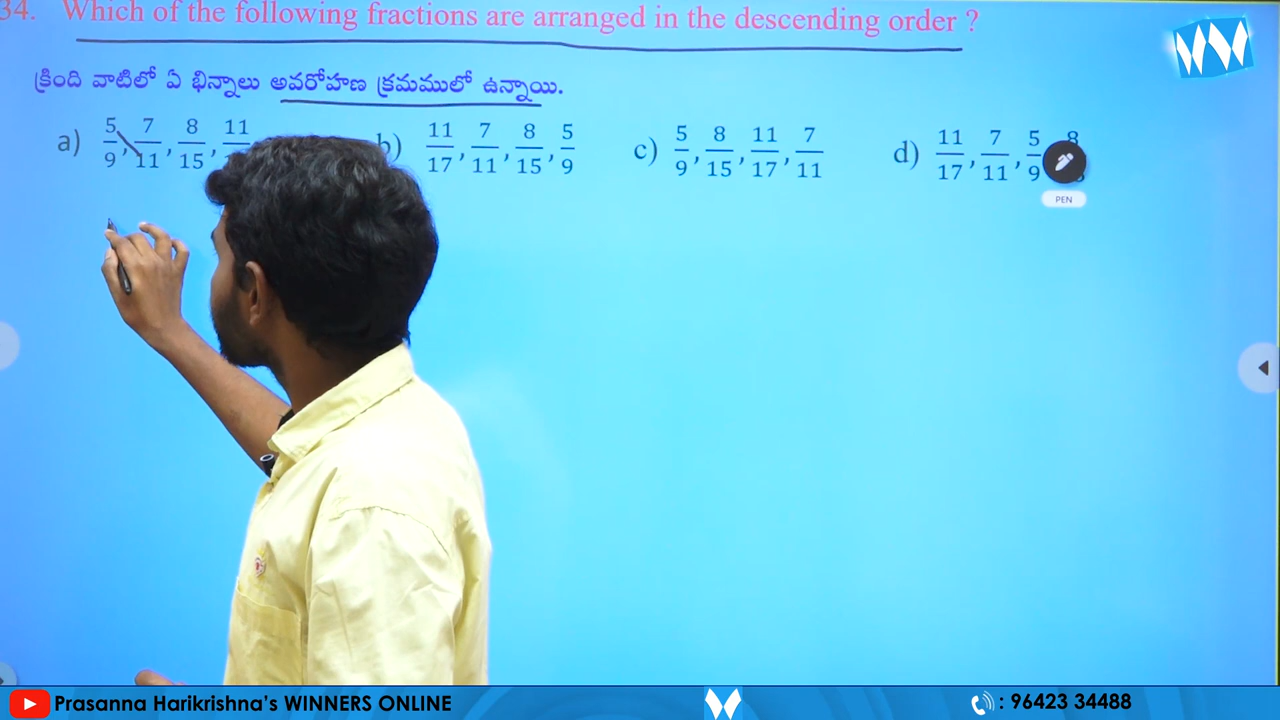 34. Which of the following fractions are arranged in the descending order ?
క్రింది వాటిలో ఏ భిన్నాలు అవరోహణ క్రమములో ఉన్నాయి.
a) 5/9, 7/11, 8/15, 11 b) 11/17, 7/11, 8/15, 5/9 c) 5/9, 8/15, 11/17, 7/11 d) 11/17, 7/11, 5/9 8
PEN
Prasanna Harikrishna's WINNERS ONLINE : 96423 34488